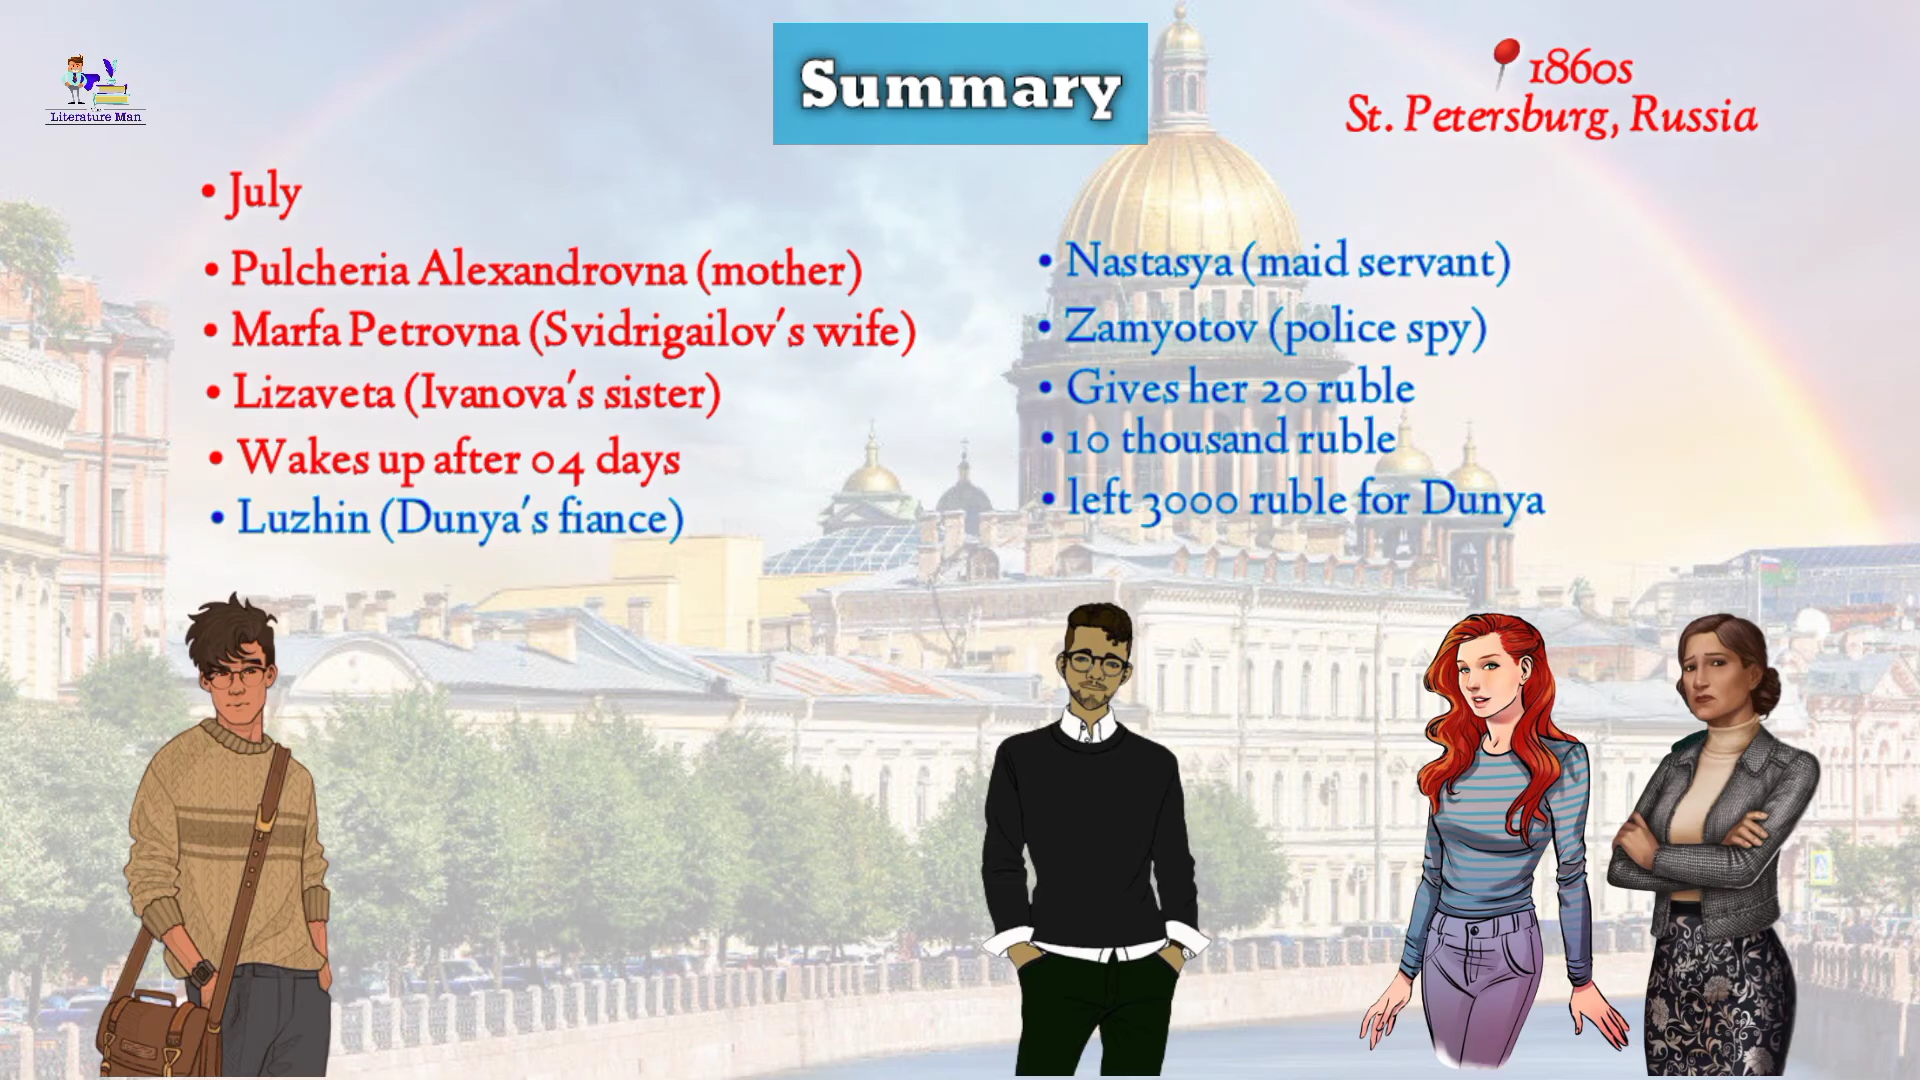 Literature Man
Summary
1860s
St. Petersburg, Russia
• July
• Pulcheria Alexandrovna (mother)
• Marfa Petrovna (Svidrigailov's wife)
• Lizaveta (Ivanova's sister)
• Wakes up after 04 days
• Luzhin (Dunya's fiance)
• Nastasya (maid servant)
• Zamyotov (police spy)
• Gives her 20 ruble
• 10 thousand ruble
• left 3000 ruble for Dunya